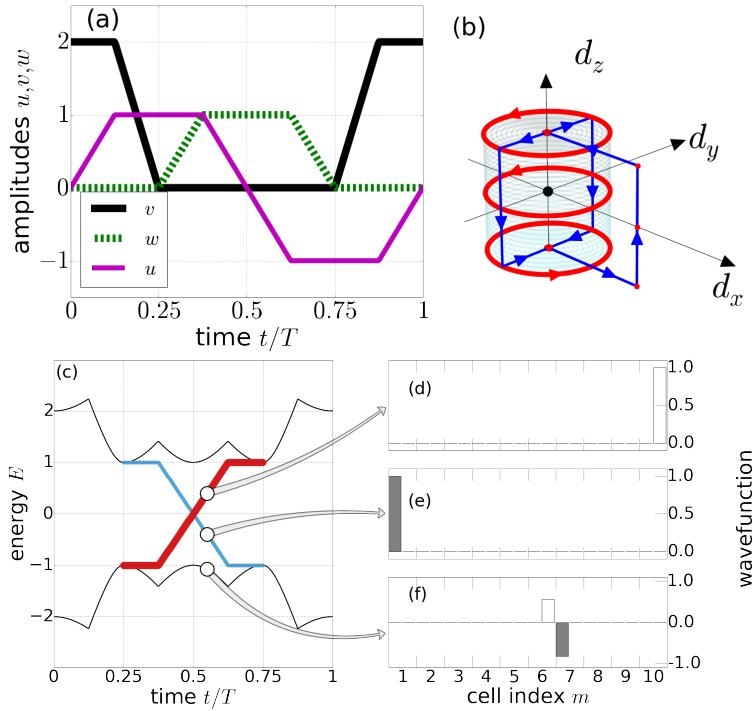 (a)
amplitudes u,v,w
2
1
0
−1
v
w
u
0 0.25 0.5 0.75 1
time t/T
(b)
d_z
d_y
d_x
(c)
energy E
2
1
0
−1
−2
0 0.25 0.5 0.75 1
time t/T
(d)
1.0
0.5
0.0
(e)
1.0
0.5
0.0
(f)
1.0
0.0
-1.0
1 2 3 4 5 6 7 8 9 10
cell index m
wavefunction